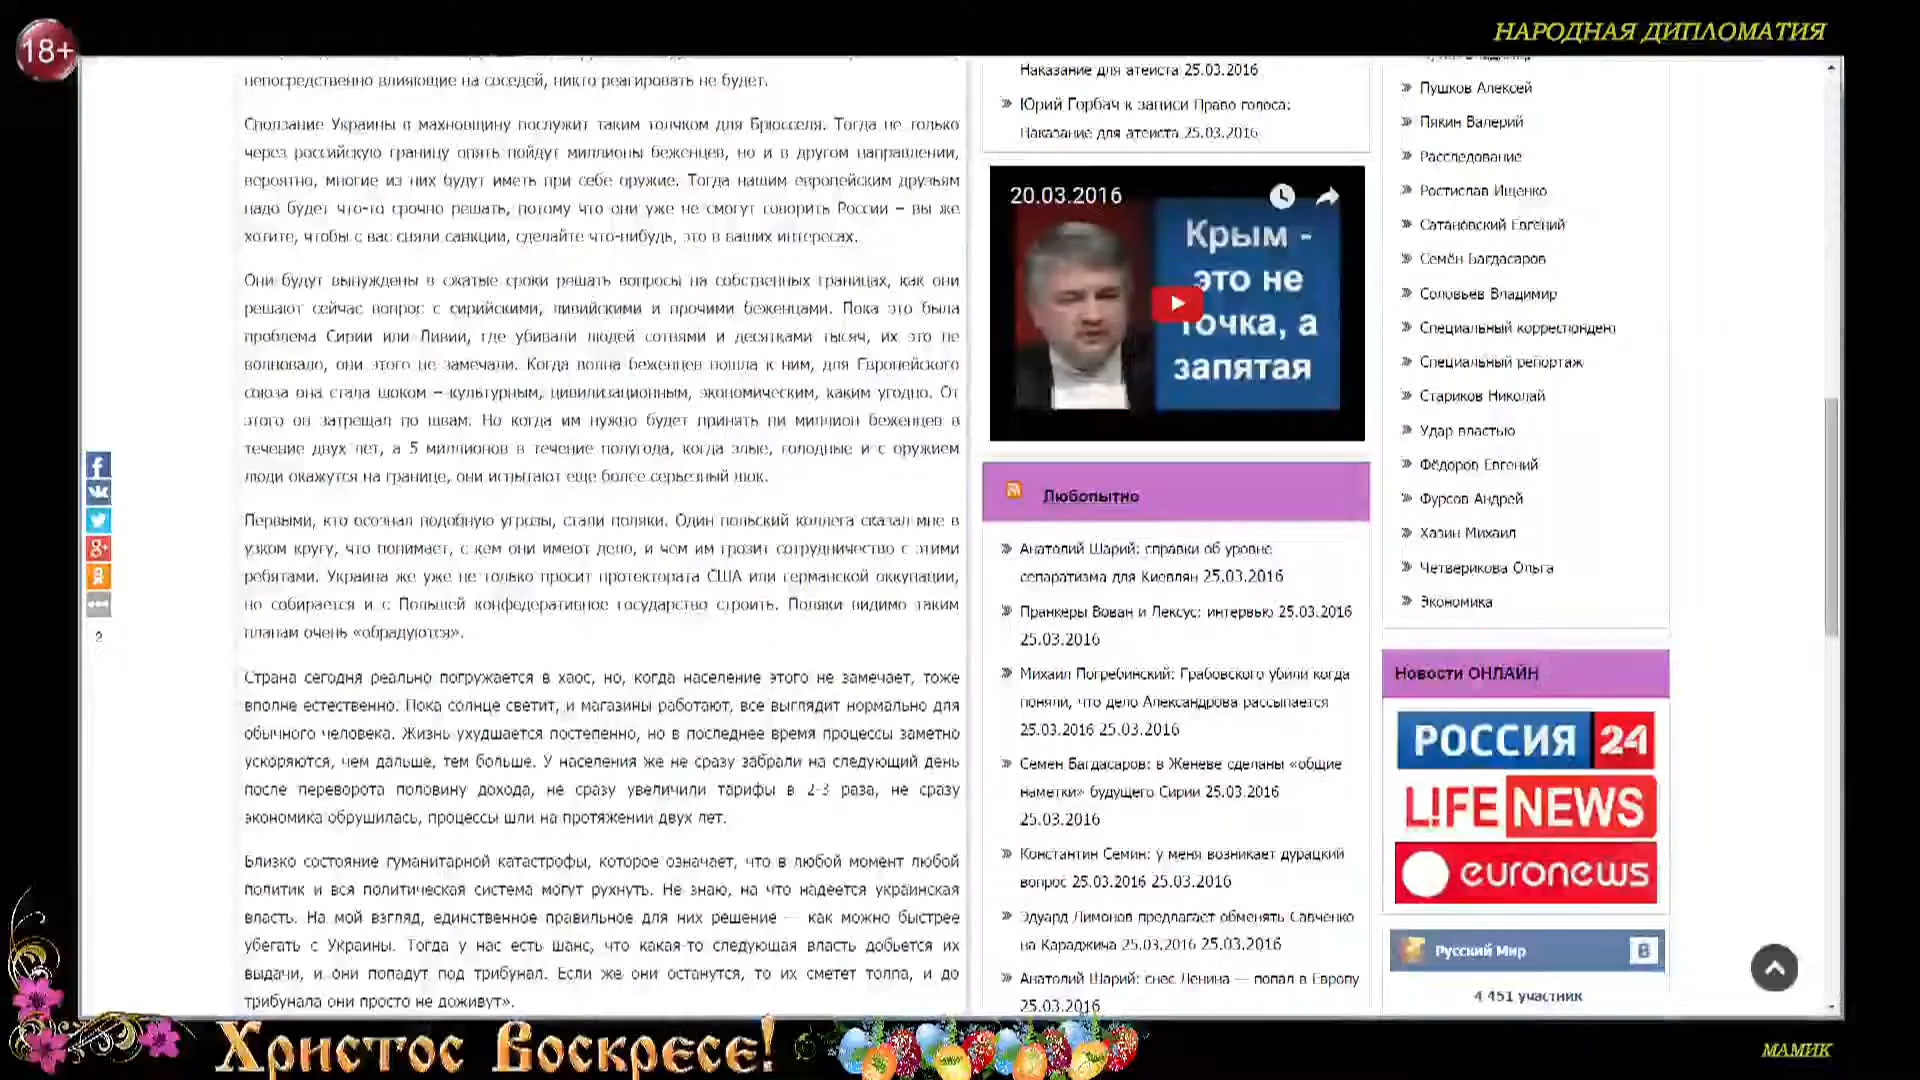 18+
НАРОДНАЯ ДИПЛОМАТИЯ
непосредственно влияющие на соседей, никто реагировать не будет.
Сползание Украины в махновщину послужит таким толчком для Брюсселя. Тогда не только
через российскую границу опять пойдут миллионы беженцев, но и в другом направлении,
вероятно, многие из них будут иметь при себе оружие. Тогда нашим европейским друзьям
надо будет что-то срочно решать, потому что они уже не смогут говорить России – вы же
хотите, чтобы с вас сняли санкции, сделайте что-нибудь, это в ваших интересах.
Они будут вынуждены в сжатые сроки решать вопросы на собственных границах, как они
решают сейчас вопрос с сирийскими, ливийскими и прочими беженцами. Пока это была
проблема Сирии или Ливии, где убивали людей сотнями и десятками тысяч, их это не
волновало, они этого не замечали. Когда волна беженцев пошла к ним, для Европейского
союза она стала шоком – культурным, цивилизационным, экономическим, каким угодно. От
этого он затрещал по швам. Но когда им нужно будет принять ни миллион беженцев в
течение двух лет, а 5 миллионов в течение полугода, когда злые, голодные и с оружием
люди окажутся на границе, они испытают еще более серьезный шок.
Первыми, кто осознал подобную угрозы, стали поляки. Один польский коллега сказал мне в
узком кругу, что понимает, с кем они имеют дело, и чем им грозит сотрудничество с этими
ребятами. Украина же уже не только просит протектората США или германской оккупации,
но собирается и с Польшей конфедеративное государство строить. Поляки видимо таким
планам очень «обрадуются».
Страна сегодня реально погружается в хаос, но, когда население этого не замечает, тоже
вполне естественно. Пока солнце светит, и магазины работают, все выглядит нормально для
обычного человека. Жизнь ухудшается постепенно, но в последнее время процессы заметно
ускоряются, чем дальше, тем больше. У населения же не сразу забрали на следующий день
после переворота половину дохода, не сразу увеличили тарифы в 2-3 раза, не сразу
экономика обрушилась, процессы шли на протяжении двух лет.
Близко состояние гуманитарной катастрофы, которое означает, что в любой момент любой
политик и вся политическая система могут рухнуть. Не знаю, на что надеется украинская
власть. На мой взгляд, единственное правильное для них решение — как можно быстрее
убегать с Украины. Тогда у нас есть шанс, что какая-то следующая власть добьется их
выдачи, и они попадут под трибунал. Если же они останутся, то их сметет толпа, и до
трибунала они просто не доживут».
2
Наказание для атеиста 25.03.2016
Юрий Горбач к записи Право голоса:
Наказание для атеиста 25.03.2016
20.03.2016
Крым -
это не
точка, а
запятая
Любопытно
Анатолий Шарий: справки об уровне
сепаратизма для Киевлян 25.03.2016
Пранкеры Вован и Лексус: интервью 25.03.2016
25.03.2016
Михаил Погребинский: Грабовского убили когда
поняли, что дело Александрова рассыпается
25.03.2016 25.03.2016
Семен Багдасаров: в Женеве сделаны «общие
наметки» будущего Сирии 25.03.2016
25.03.2016
Константин Семин: у меня возникает дурацкий
вопрос 25.03.2016 25.03.2016
Эдуард Лимонов предлагает обменять Савченко
на Караджича 25.03.2016 25.03.2016
Анатолий Шарий: снес Ленина — попал в Европу
25.03.2016
Пушков Алексей
Пякин Валерий
Расследование
Ростислав Ищенко
Сатановский Евгений
Семён Багдасаров
Соловьев Владимир
Специальный корреспондент
Специальный репортаж
Стариков Николай
Удар властью
Фёдоров Евгений
Фурсов Андрей
Хазин Михаил
Четверикова Ольга
Экономика
Новости ОНЛАЙН
РОССИЯ 24
L!FE NEWS
euronews
Русский Мир
В
4 451 участник
Христос Воскресе!
МАМИК